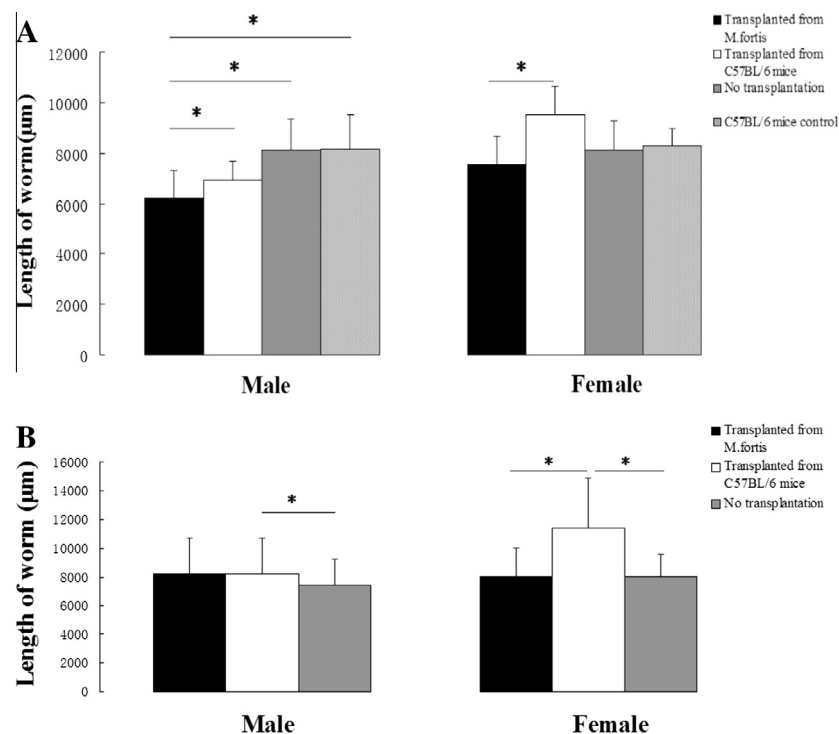 A
*
*
*
*
Length of worm(μm)
12000
10000
8000
6000
4000
2000
0
Male
Female
Transplanted from
M.fortis
Transplanted from
C57BL/6 mice
No transplantation
C57BL/6 mice control
B
*
*
*
Length of worm (μm)
16000
14000
12000
10000
8000
6000
4000
2000
0
Male
Female
Transplanted from
M.fortis
Transplanted from
C57BL/6 mice
No transplantation